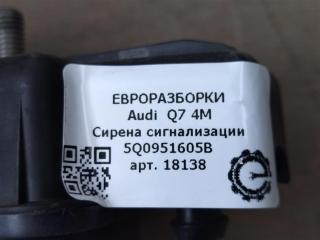 ЕВРОРАЗБОРКИ
Audi Q7 4M
Сирена сигнализации
5Q0951605B
арт. 18138